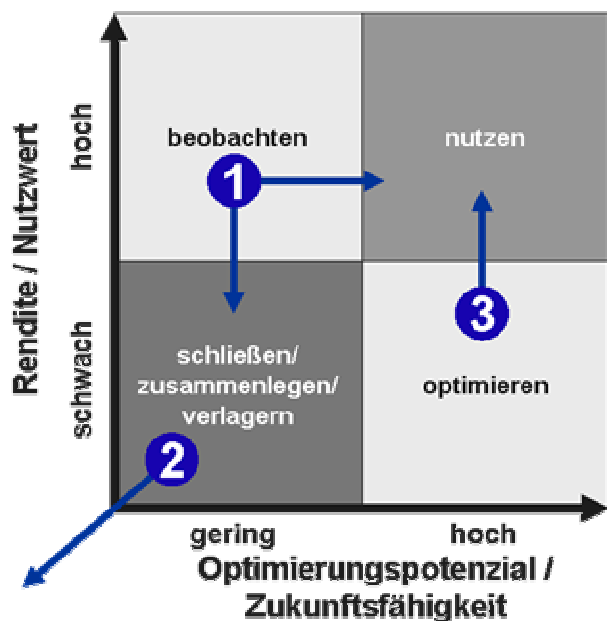 Rendite / Nutzwert
hoch
schwach
beobachten
nutzen
1
3
schließen/
zusammenlegen/
verlagern
optimieren
2
gering
hoch
Optimierungspotenzial /
Zukunftsfähigkeit